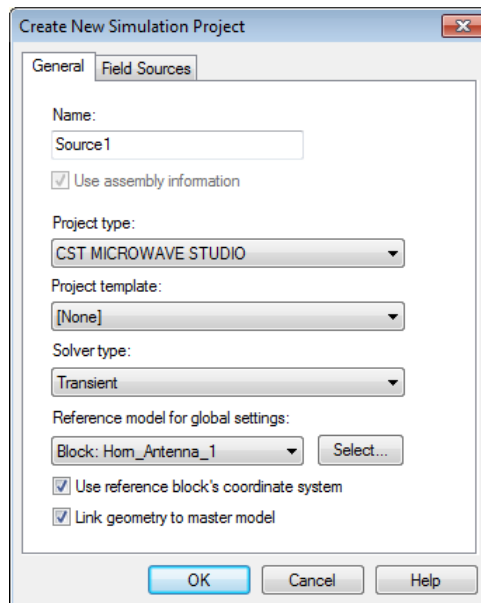 Create New Simulation Project
General
Field Sources
Name:
Source1
Use assembly information
Project type:
CST MICROWAVE STUDIO
Project template:
[None]
Solver type:
Transient
Reference model for global settings:
Block: Horn_Antenna_1
Select...
Use reference block's coordinate system
Link geometry to master model
OK
Cancel
Help